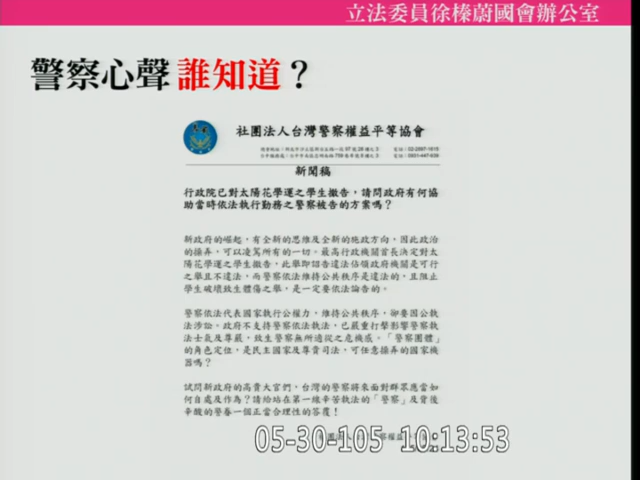 立法委員徐榛蔚國會辦公室
警察心聲 誰知道？
社團法人台灣警察權益平等協會
新聞稿
行政院已對太陽花學運之學生撤告，請問政府有何協
助當時依法執行勤務之警察被告的方案嗎？
新政府的崛起，有全新的思維及全新的施政方向，因此政治
的操弄，可以凌駕所有的一切。最高行政機關首長決定對太
陽花學運之學生撤告，此舉即詔告違法佔領政府機關是可行
之舉且不違法，而警察依法維持公共秩序是違法的，且阻止
學生破壞致生體傷之舉，是一定要依法論告的。
警察依法代表國家執行公權力，維持公共秩序，卻要因公執
法涉訟。政府不支持警察依法執法，已嚴重打擊影響警察執
法士氣及尊嚴，致生警察無所適從之危機感。「警察團體」
的角色定位，是民主國家及尊貴司法，可任意操弄的國家機
器嗎？
試問新政府的高貴大官們，台灣的警察將來面對群眾應當如
何自處及作為？請給站在第一線辛苦執法的「警察」及背後
辛酸的警眷一個正當合理性的答覆！
05-30-105 10:13:53